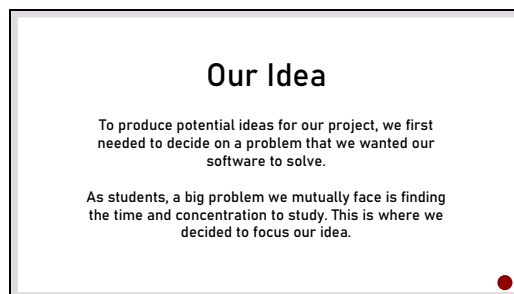 Our Idea
To produce potential ideas for our project, we first
needed to decide on a problem that we wanted our
software to solve.
As students, a big problem we mutually face is finding
the time and concentration to study. This is where we
decided to focus our idea.